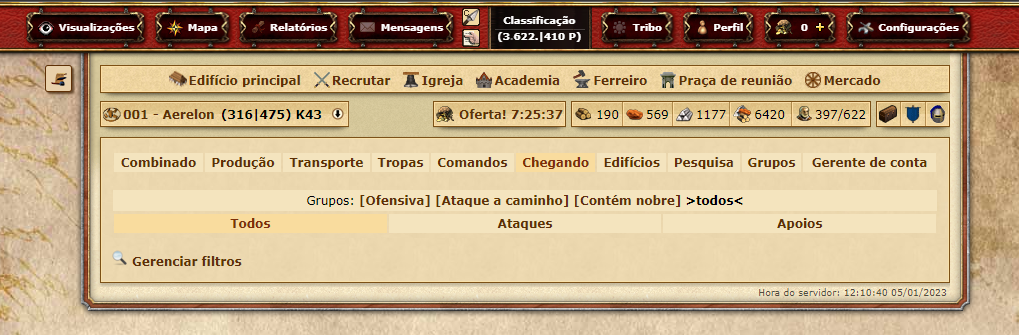 Visualizações Mapa Relatórios Mensagens Classificação (3.622.|410 P) Tribo Perfil 0 + Configurações
Edifício principal Recrutar Igreja Academia Ferreiro Praça de reunião Mercado
001 - Aerelon (316|475) K43 Oferta! 7:25:37 190 569 1177 6420 397/622
Combinado Produção Transporte Tropas Comandos Chegando Edifícios Pesquisa Grupos Gerente de conta
Grupos: [Ofensiva] [Ataque a caminho] [Contém nobre] >todos<
Todos Ataques Apoios
Gerenciar filtros
Hora do servidor: 12:10:40 05/01/2023